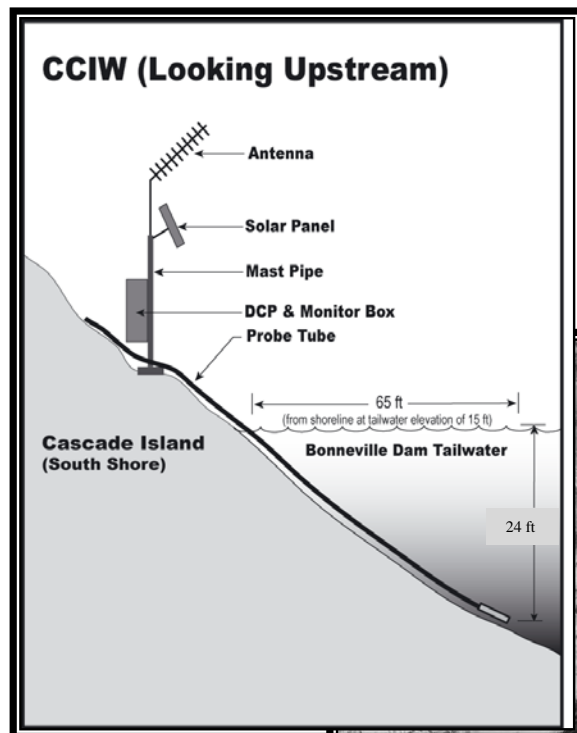 CCIW (Looking Upstream)
Antenna
Solar Panel
Mast Pipe
DCP & Monitor Box
Probe Tube
65 ft
(from shoreline at tailwater elevation of 15 ft)
Cascade Island
(South Shore)
Bonneville Dam Tailwater
24 ft